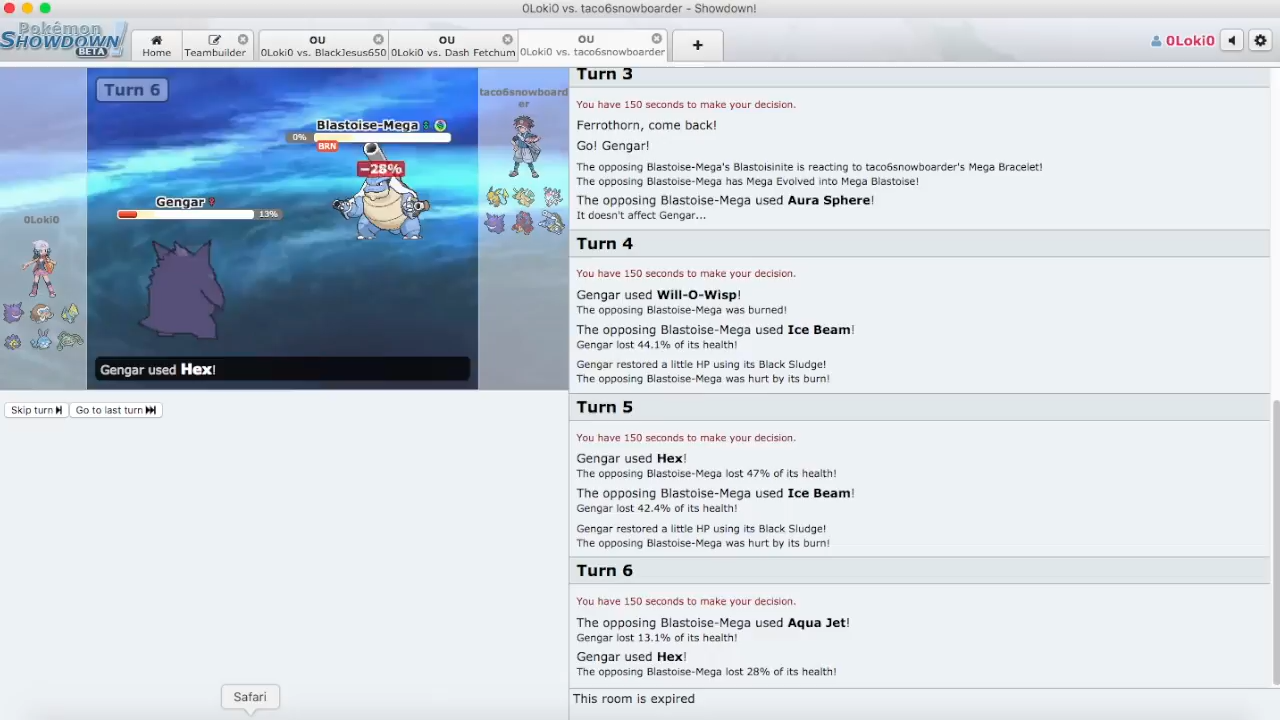 0Loki0 vs. taco6snowboarder - Showdown!
Pokémon
SHOWDOWN
BETA
Home
Teambuilder
OU
0Loki0 vs. BlackJesus650
OU
0Loki0 vs. Dash Fetchum
OU
0Loki0 vs. taco6snowboarder
+
0Loki0
Turn 6
0Loki0
taco6snowboard
er
Blastoise-Mega
0%
BRN
−28%
Gengar
13%
Gengar used Hex!
Skip turn
Go to last turn
Turn 3
You have 150 seconds to make your decision.
Ferrothorn, come back!
Go! Gengar!
The opposing Blastoise-Mega's Blastoisinite is reacting to taco6snowboarder's Mega Bracelet!
The opposing Blastoise-Mega has Mega Evolved into Mega Blastoise!
The opposing Blastoise-Mega used Aura Sphere!
It doesn't affect Gengar...
Turn 4
You have 150 seconds to make your decision.
Gengar used Will-O-Wisp!
The opposing Blastoise-Mega was burned!
The opposing Blastoise-Mega used Ice Beam!
Gengar lost 44.1% of its health!
Gengar restored a little HP using its Black Sludge!
The opposing Blastoise-Mega was hurt by its burn!
Turn 5
You have 150 seconds to make your decision.
Gengar used Hex!
The opposing Blastoise-Mega lost 47% of its health!
The opposing Blastoise-Mega used Ice Beam!
Gengar lost 42.4% of its health!
Gengar restored a little HP using its Black Sludge!
The opposing Blastoise-Mega was hurt by its burn!
Turn 6
You have 150 seconds to make your decision.
The opposing Blastoise-Mega used Aqua Jet!
Gengar lost 13.1% of its health!
Gengar used Hex!
The opposing Blastoise-Mega lost 28% of its health!
This room is expired
Safari